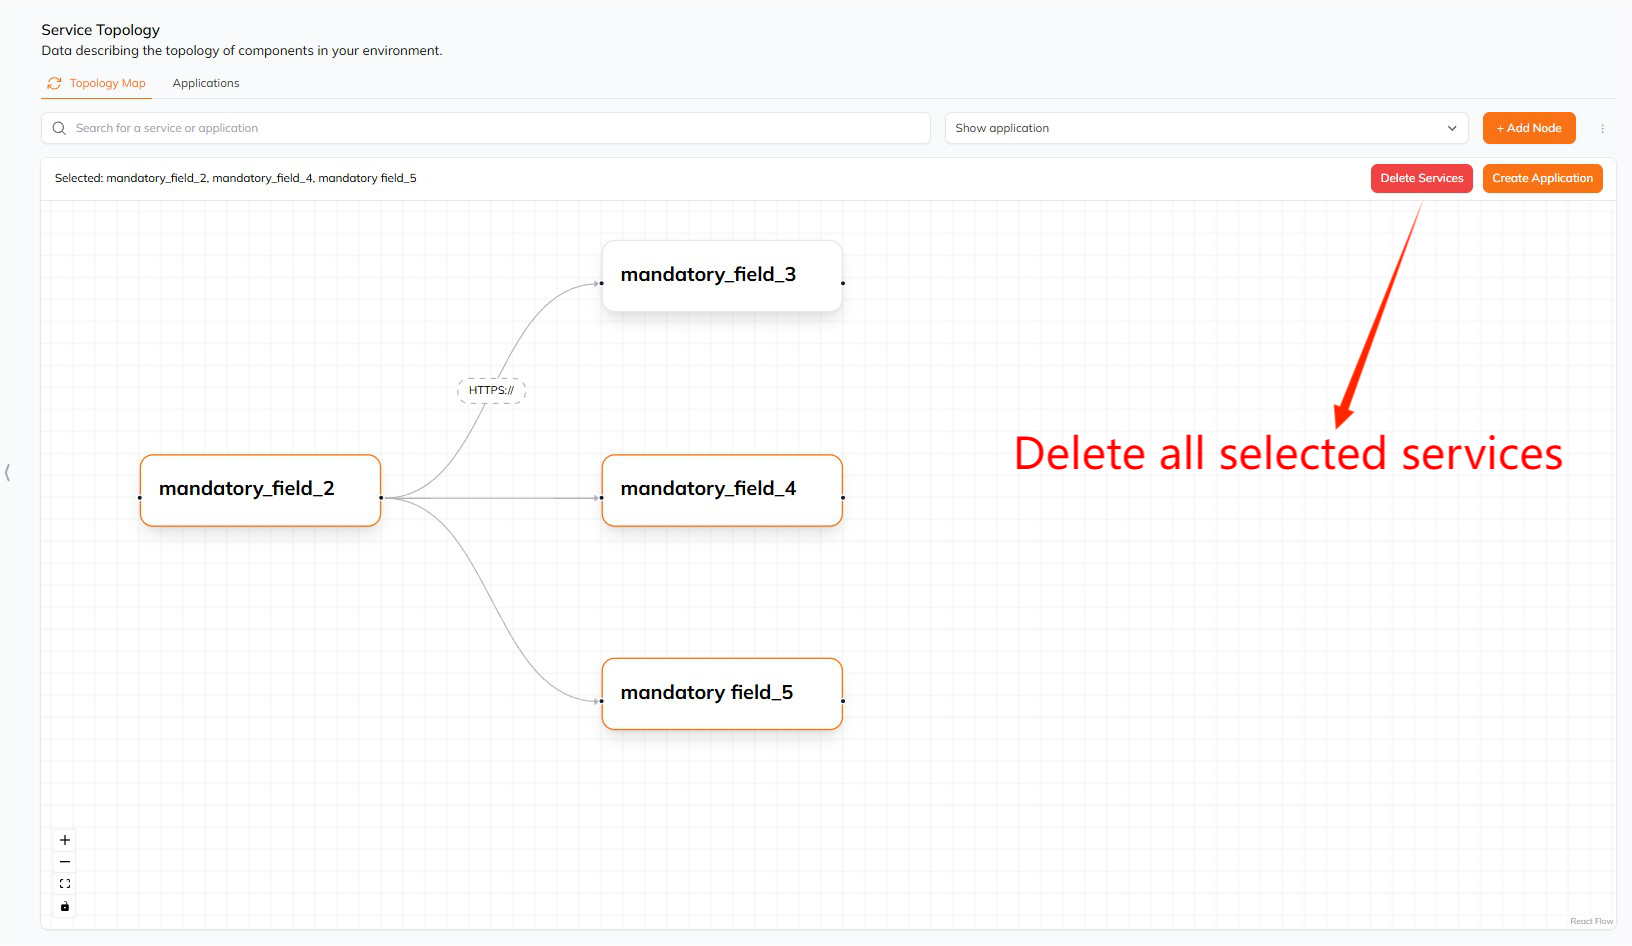 Service Topology
Data describing the topology of components in your environment.
Topology Map
Applications
Search for a service or application
Show application
+ Add Node
Selected: mandatory_field_2, mandatory_field_4, mandatory field_5
Delete Services
Create Application
mandatory_field_3
HTTPS://
Delete all selected services
mandatory_field_2
mandatory_field_4
mandatory field_5
React Flow